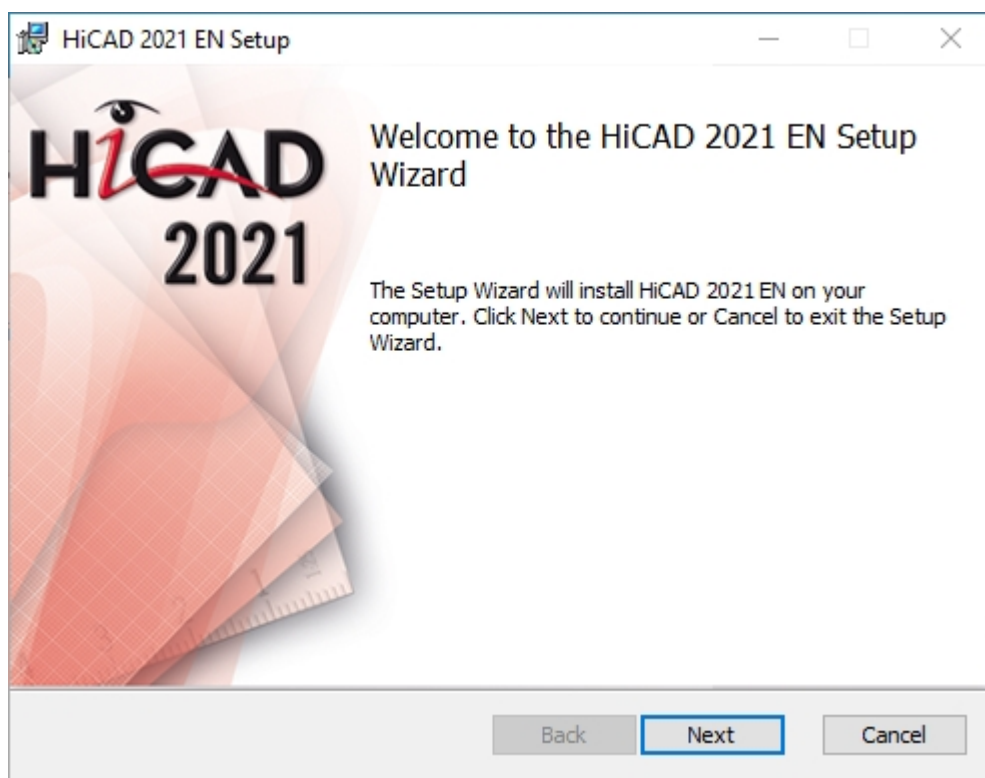 HiCAD 2021 EN Setup
HiCAD
2021
Welcome to the HiCAD 2021 EN Setup
Wizard
The Setup Wizard will install HiCAD 2021 EN on your
computer. Click Next to continue or Cancel to exit the Setup
Wizard.
Back Next Cancel